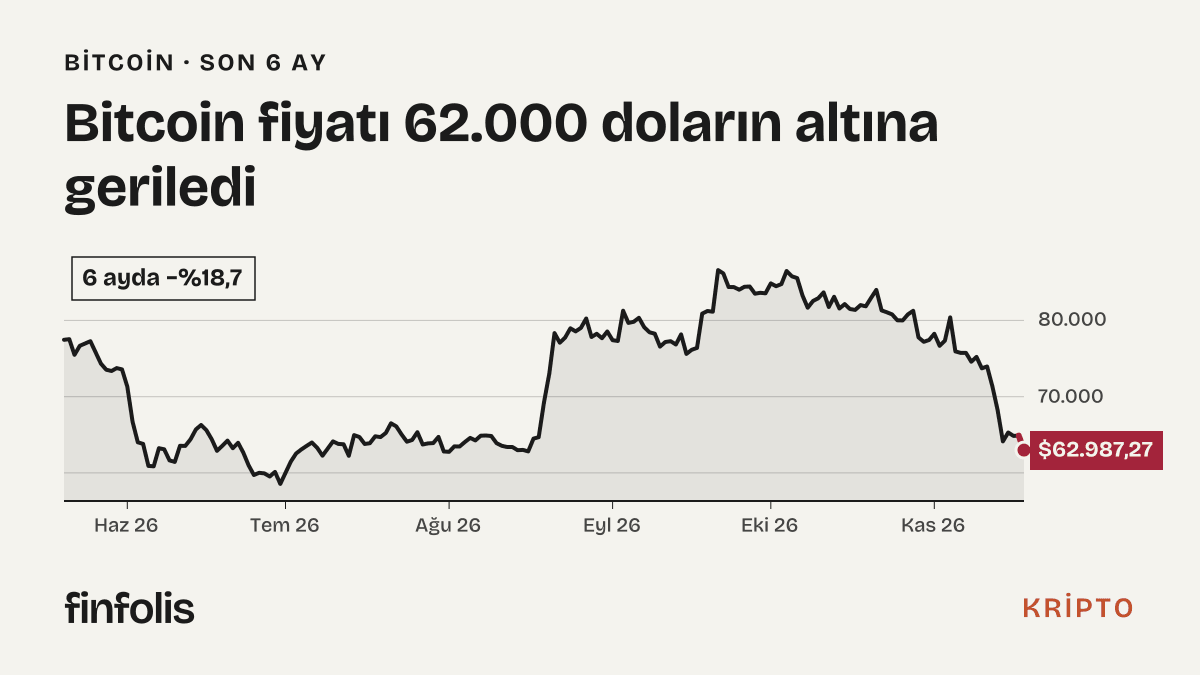 BİTCOİN · SON 6 AY
Bitcoin fiyatı 62.000 doların altına
geriledi
6 ayda −%18,7
80.000
70.000
$62.987,27
Haz 26 Tem 26 Ağu 26 Eyl 26 Eki 26 Kas 26
finfolis
KRİPTO